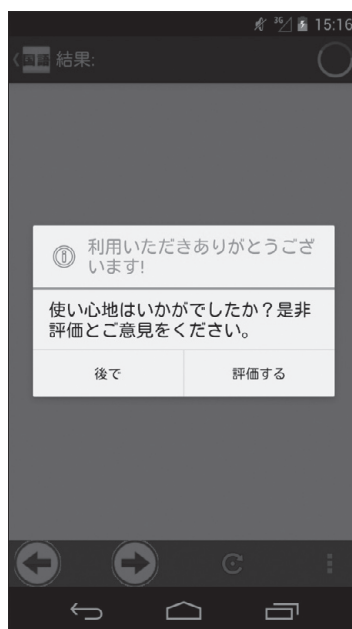 3G 15:16
結果:
利用いただきありがとうござ
います!
使い心地はいかがでしたか？是非
評価とご意見をください。
後で
評価する